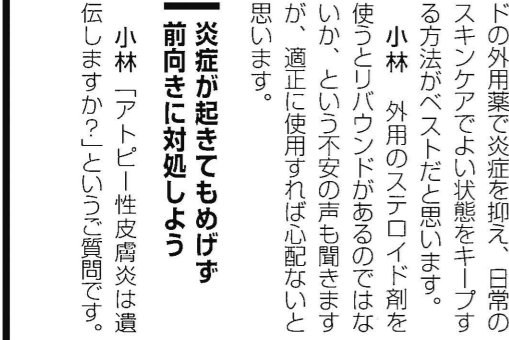 ドの外用薬で炎症を抑え、日常の
スキンケアでよい状態をキープす
る方法がベストだと思います。
小林　外用のステロイド剤を
使うとリバウンドがあるのではな
いか、という不安の声も聞きます
が、適正に使用すれば心配ないと
思います。
炎症が起きてもめげず
前向きに対処しよう
小林　「アトピー性皮膚炎は遺
伝しますか？」というご質問です。